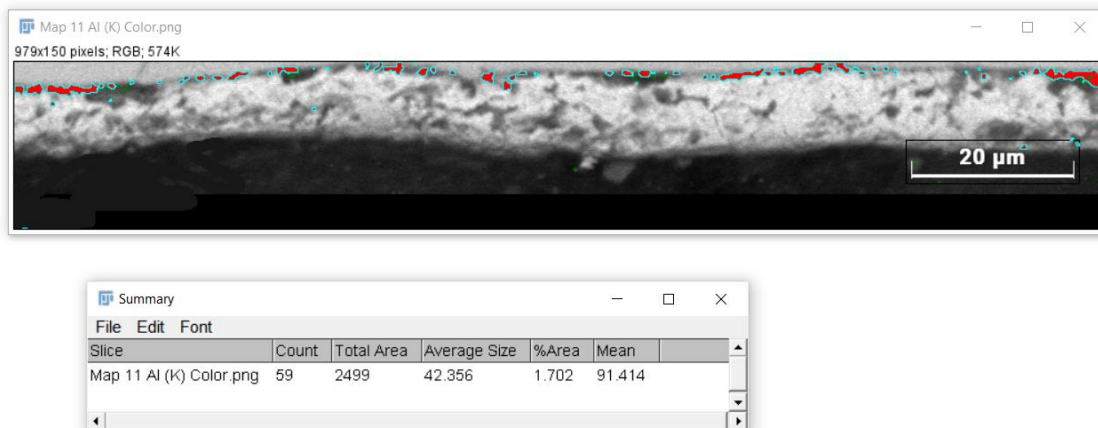 Map 11 Al (K) Color.png
979x150 pixels; RGB; 574K
20 µm
Summary
File Edit Font
Slice Count Total Area Average Size %Area Mean
Map 11 Al (K) Color.png 59 2499 42.356 1.702 91.414